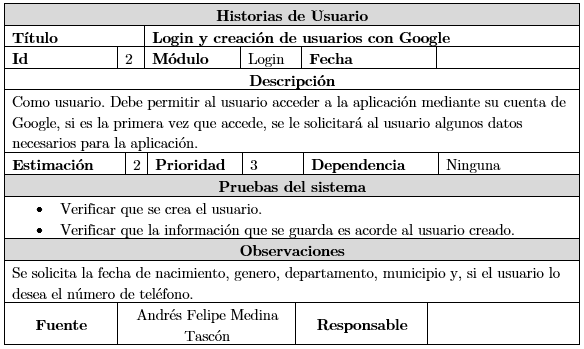 Historias de Usuario
Título Login y creación de usuarios con Google
Id 2 Módulo Login Fecha
Descripción
Como usuario. Debe permitir al usuario acceder a la aplicación mediante su cuenta de
Google, si es la primera vez que accede, se le solicitará al usuario algunos datos
necesarios para la aplicación.
Estimación 2 Prioridad 3 Dependencia Ninguna
Pruebas del sistema
• Verificar que se crea el usuario.
• Verificar que la información que se guarda es acorde al usuario creado.
Observaciones
Se solicita la fecha de nacimiento, genero, departamento, municipio y, si el usuario lo
desea el número de teléfono.
Fuente Andrés Felipe Medina Responsable
Tascón